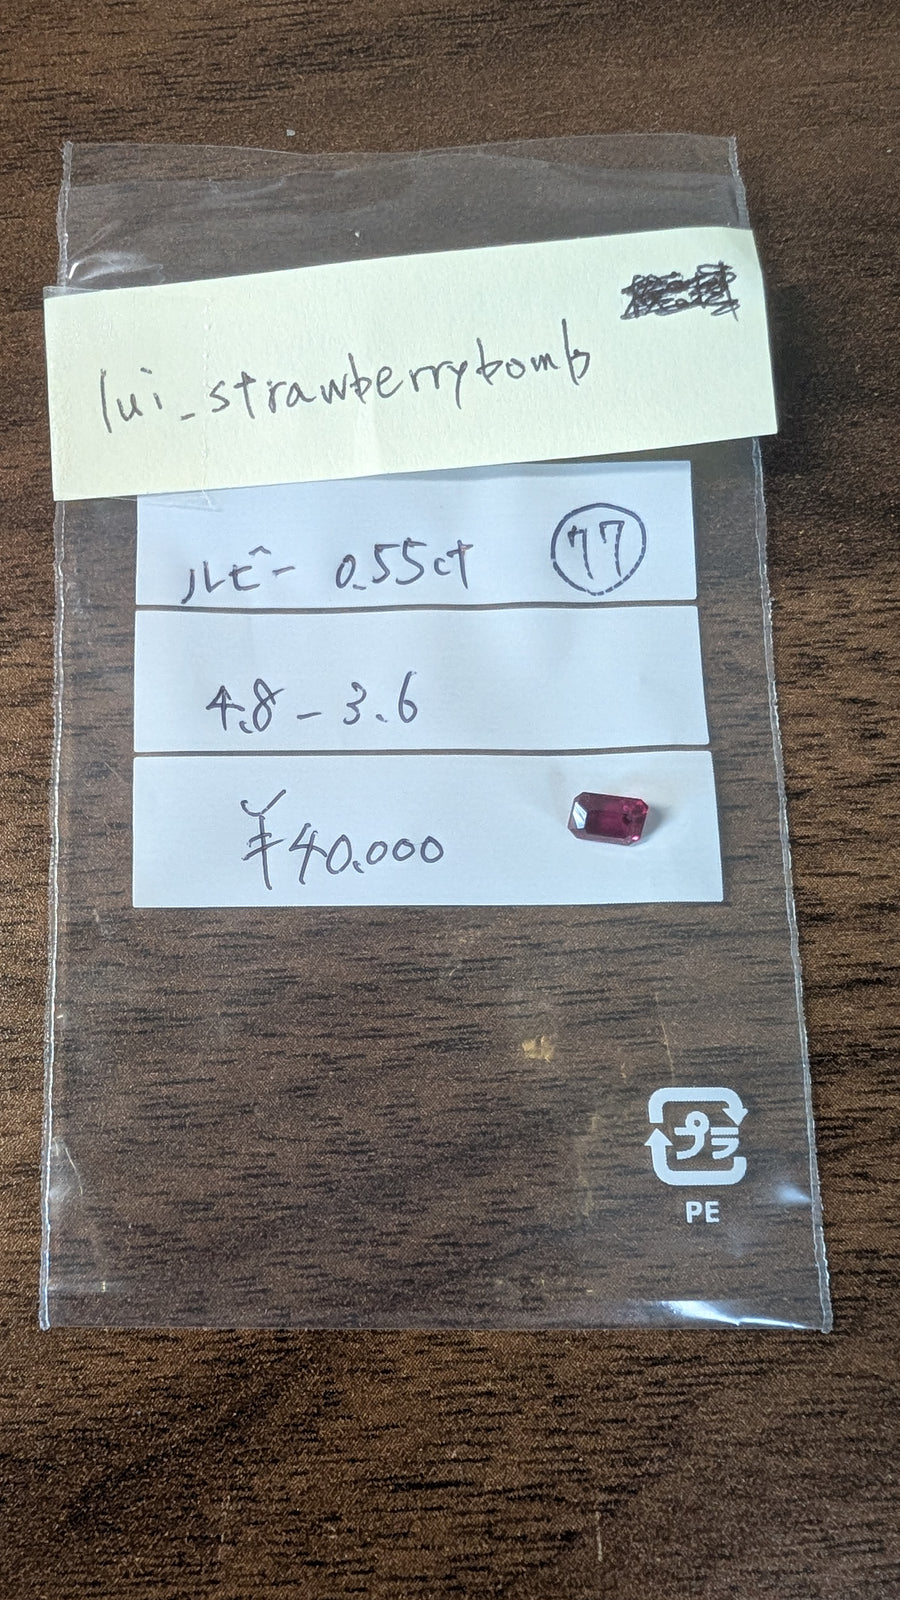 lui_strawberrybomb
ルビー 0.55ct 77
4.8-3.6
¥40.000
プラ
PE